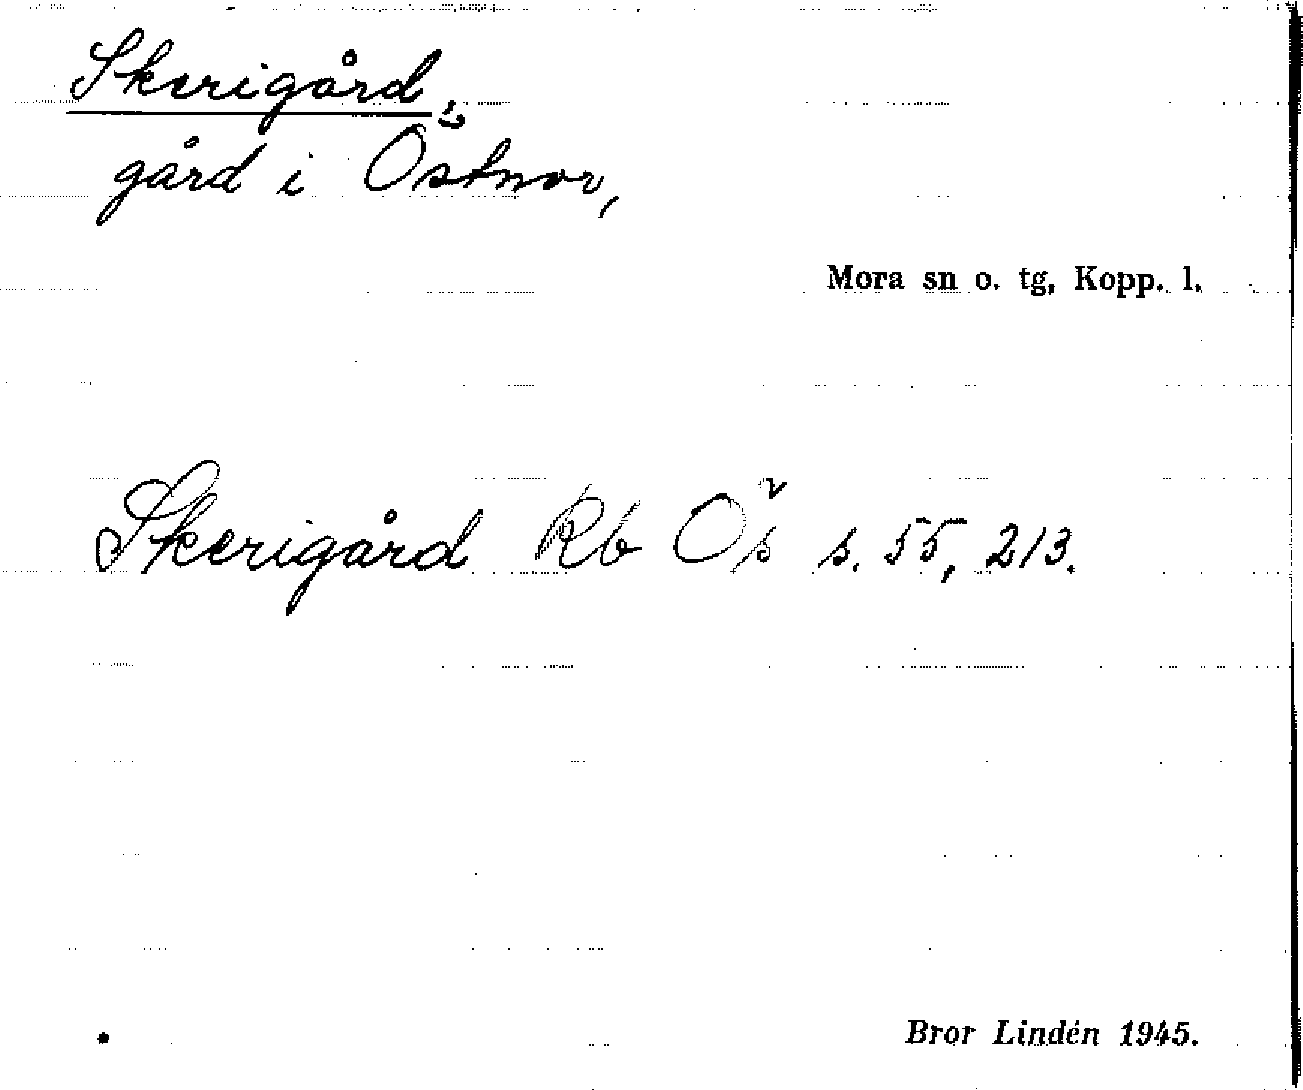 Skerigård,
gård i Östnor,
Mora sn o. tg, Kopp. l.
Skerigård Rb Ös s. 55, 213.
Bror Lindén 1945.